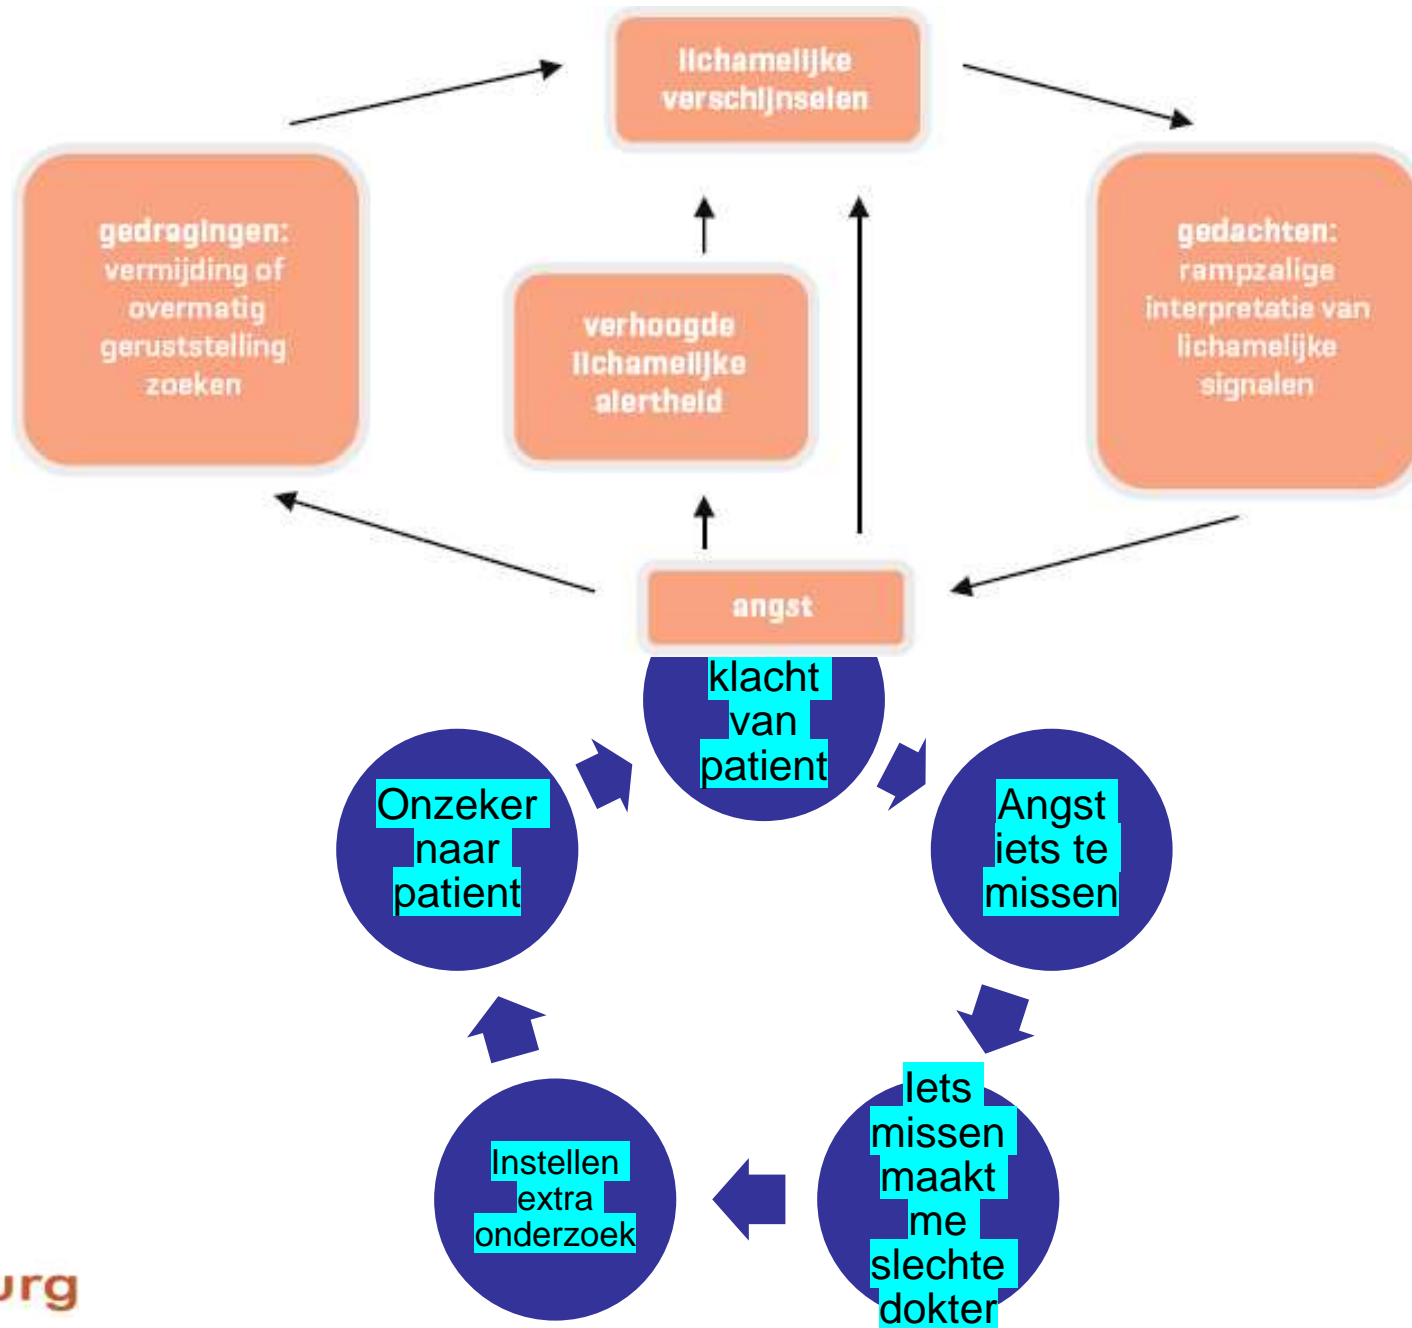 lichamelijke
verschijnselen
gedragingen:
vermijding of
overmatig
geruststelling
zoeken
verhoogde
lichamelijke
alertheid
gedachten:
rampzalige
interpretatie van
lichamelijke
signalen
angst
klacht
van
patient
Onzeker
naar
patient
Angst
iets te
missen
Instellen
extra
onderzoek
Iets
missen
maakt
me
slechte
dokter
urg